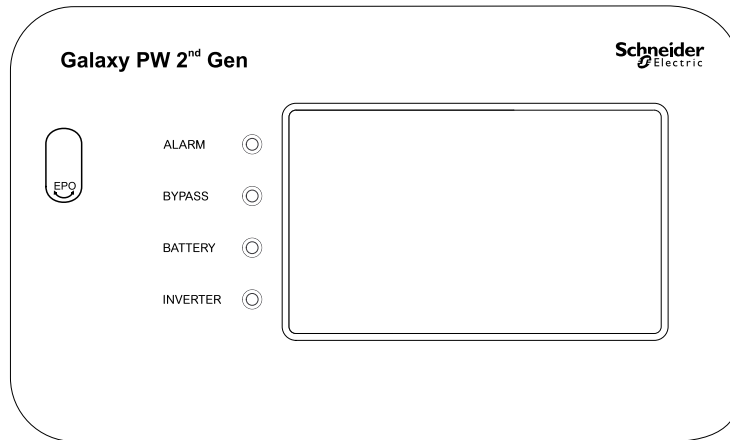 Galaxy PW 2nd Gen
Schneider
Electric
EPO
ALARM
BYPASS
BATTERY
INVERTER